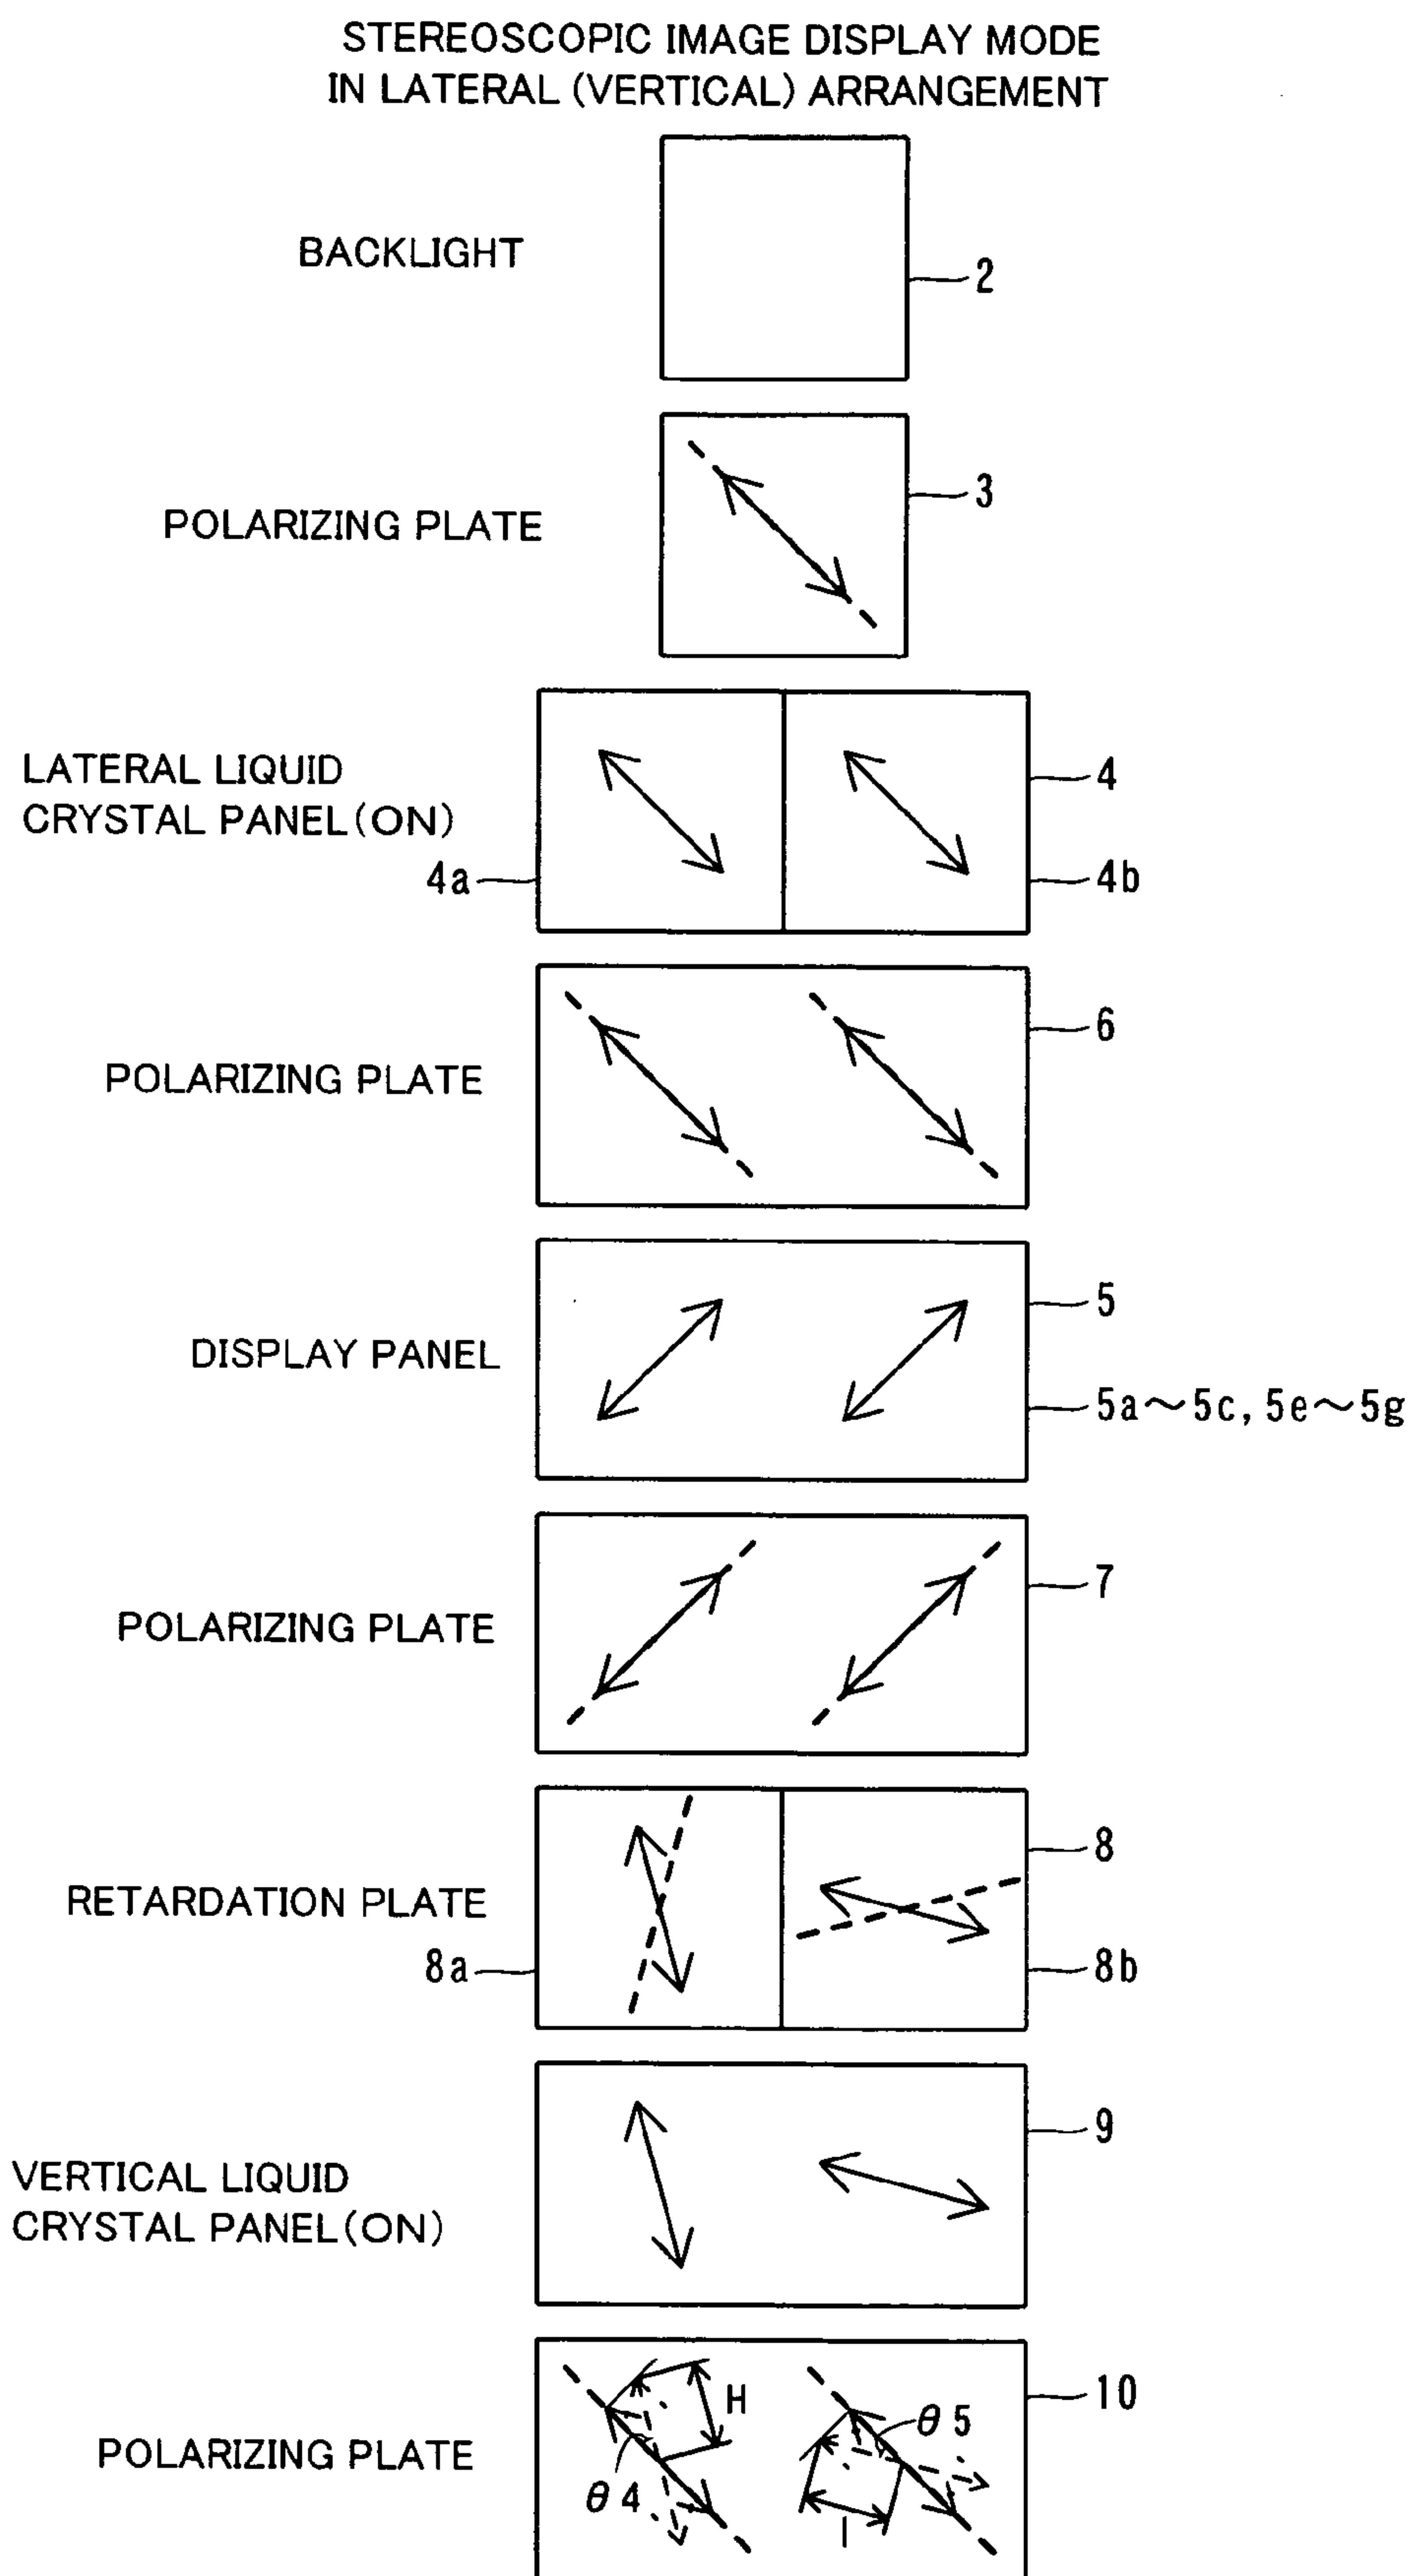 STEREOSCOPIC IMAGE DISPLAY MODE
IN LATERAL (VERTICAL) ARRANGEMENT
BACKLIGHT
2
POLARIZING PLATE
3
LATERAL LIQUID
CRYSTAL PANEL(ON)
4
4a
4b
POLARIZING PLATE
6
DISPLAY PANEL
5
5a～5c, 5e～5g
POLARIZING PLATE
7
RETARDATION PLATE
8
8a
8b
VERTICAL LIQUID
CRYSTAL PANEL(ON)
9
POLARIZING PLATE
10
H
θ5
θ4
I